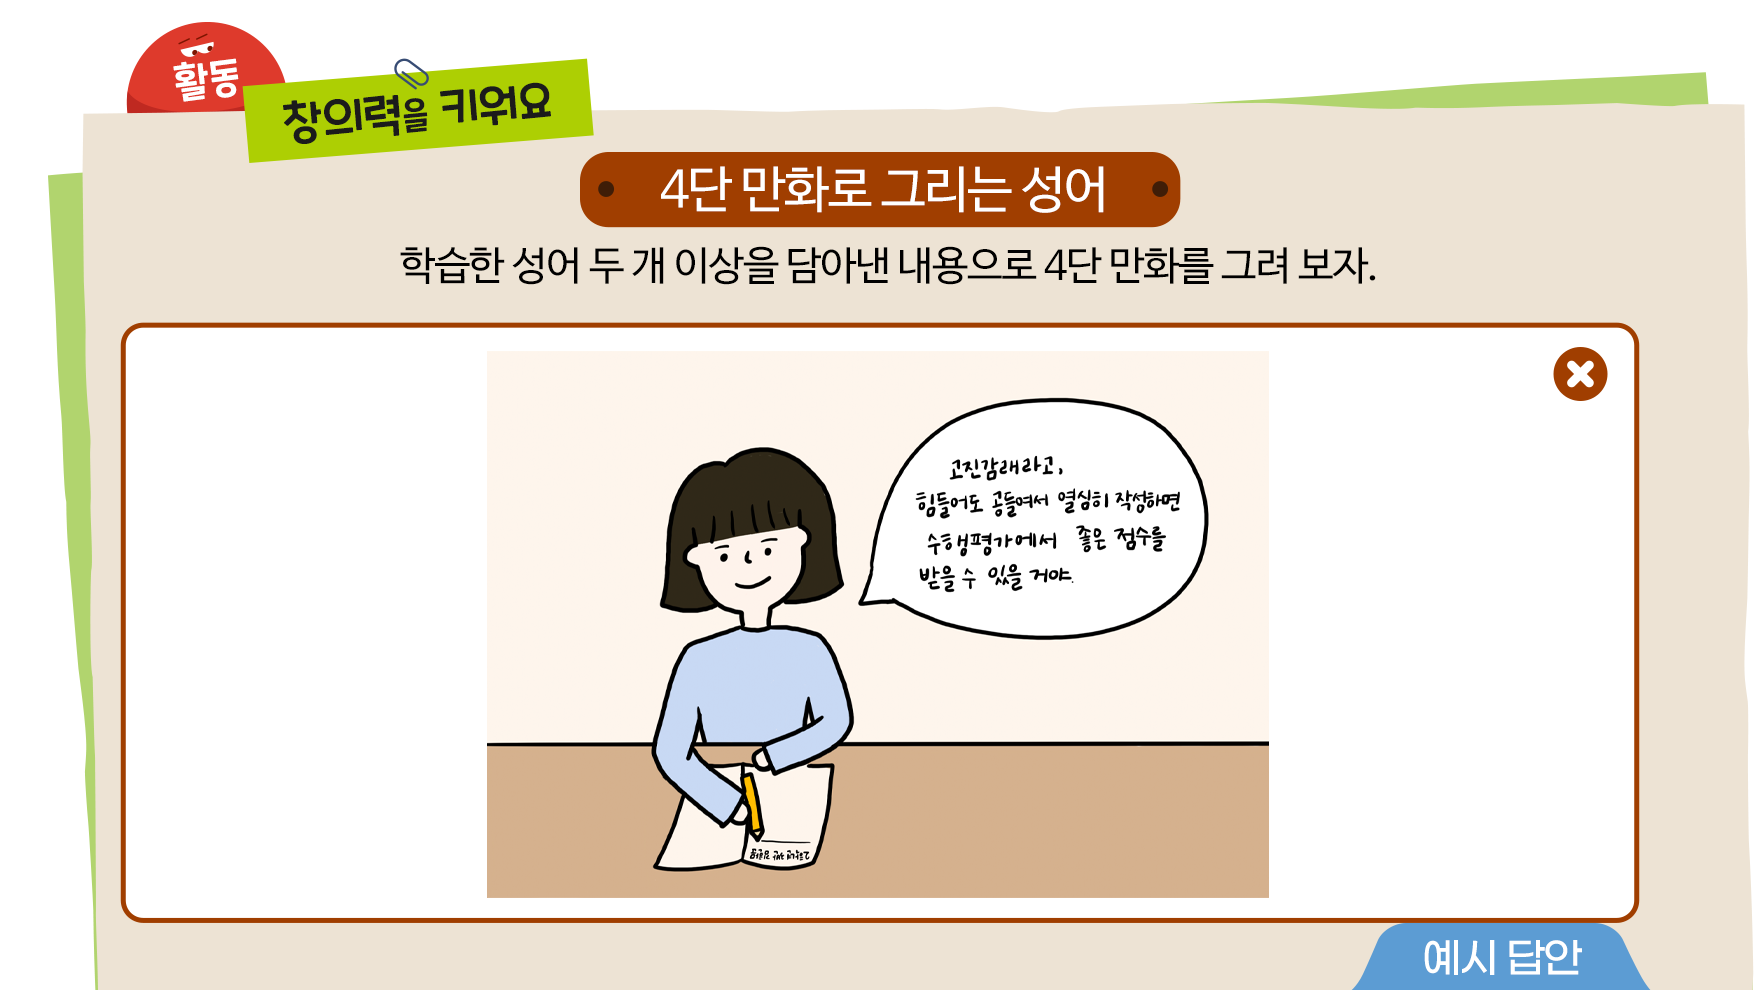 활동
창의력을 키워요
4단 만화로 그리는 성어
학습한 성어 두 개 이상을 담아낸 내용으로 4단 만화를 그려 보자.
고진감래라고,
힘들어도 공들여서 열심히 작성하면
수행평가에서 좋은 점수를
받을 수 있을 거야.
예시 답안